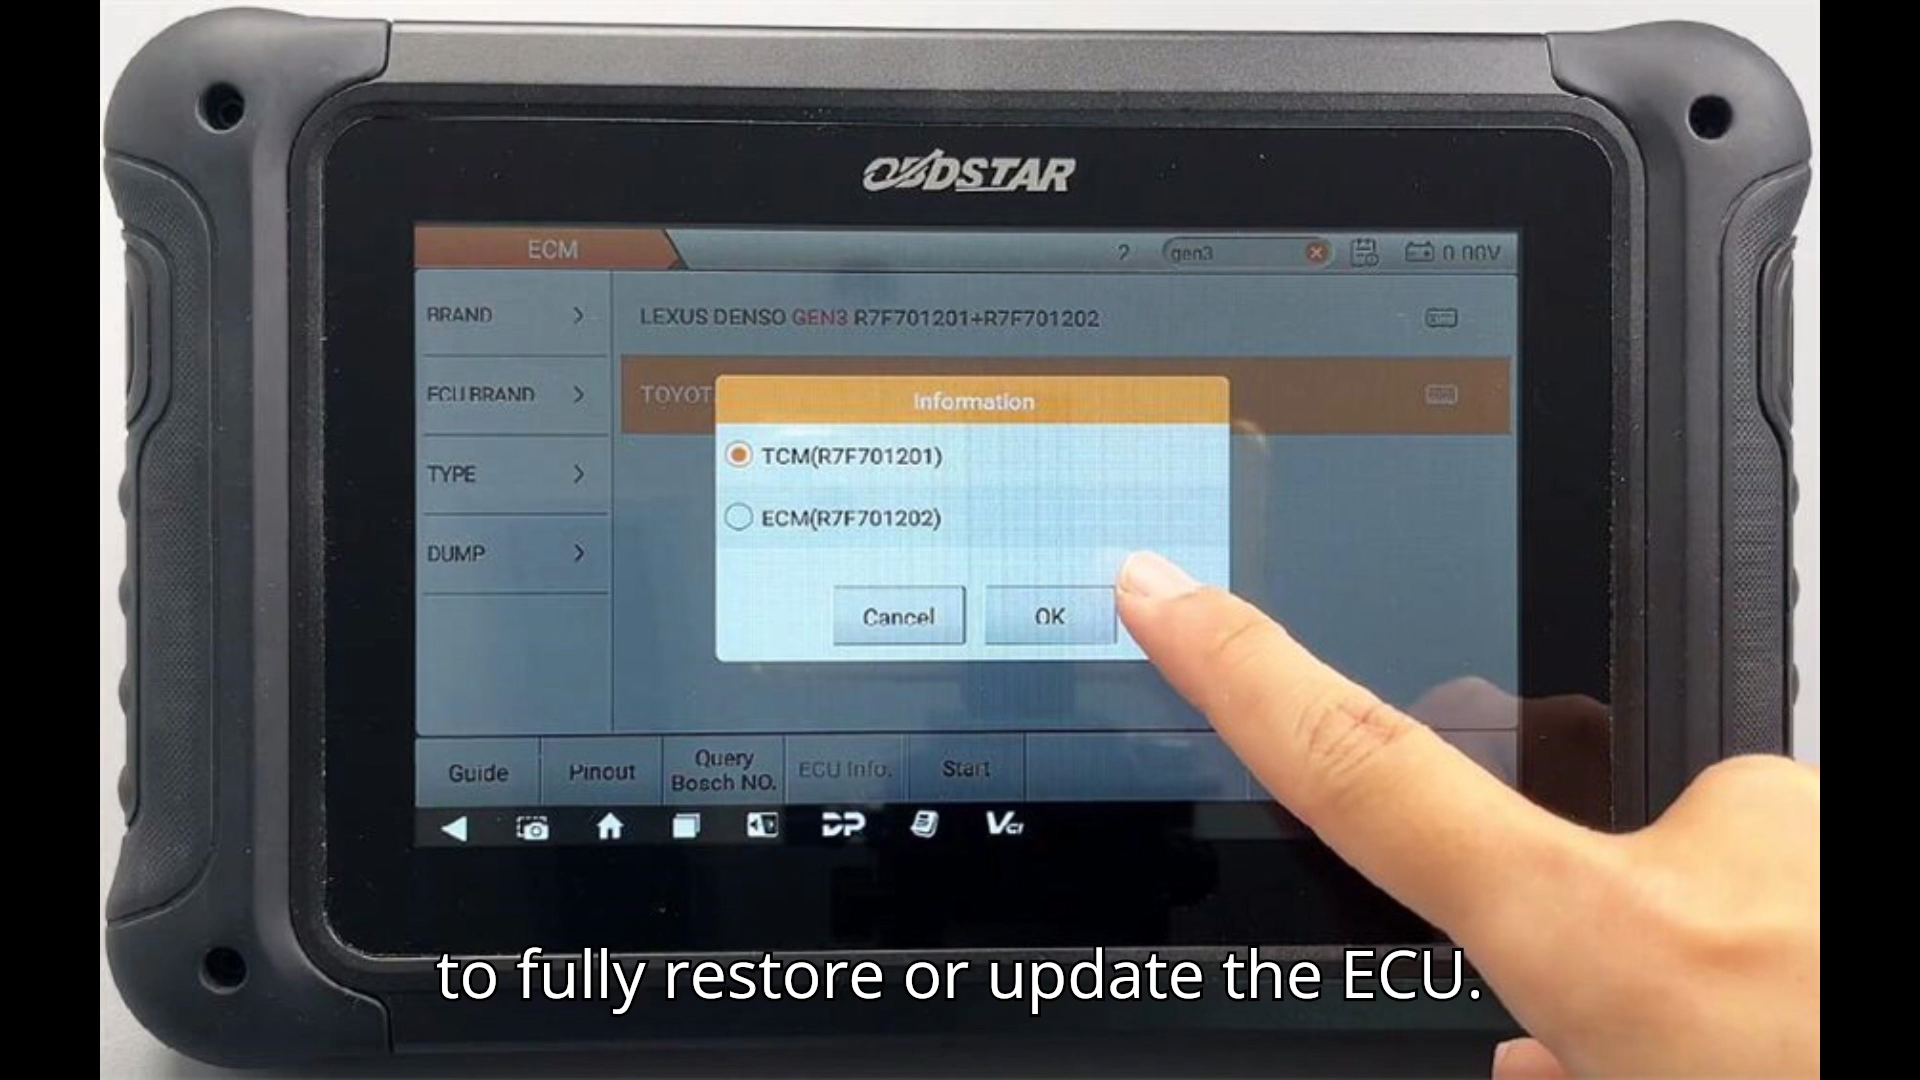 OBDSTAR
ECM
?
gen3
0.00V
BRAND
LEXUS DENSO GEN3 R7F701201+R7F701202
ECU BRAND
TOYOT
Information
TCM(R7F701201)
TYPE
ECM(R7F701202)
DUMP
Cancel
OK
Guide
Pinout
Query
Bosch NO.
ECU Info.
Start
DP
VCI
to fully restore or update the ECU.